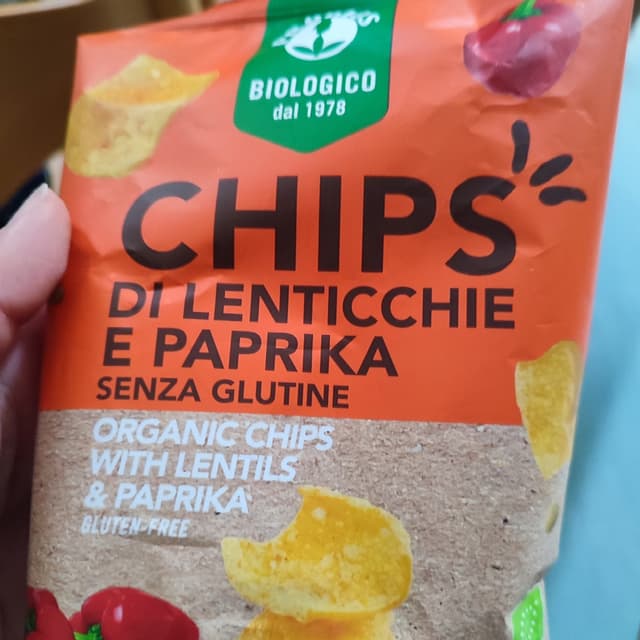 BIOLOGICO
dal 1978
CHIPS
DI LENTICCHIE
E PAPRIKA
SENZA GLUTINE
ORGANIC CHIPS
WITH LENTILS
& PAPRIKA
GLUTEN-FREE